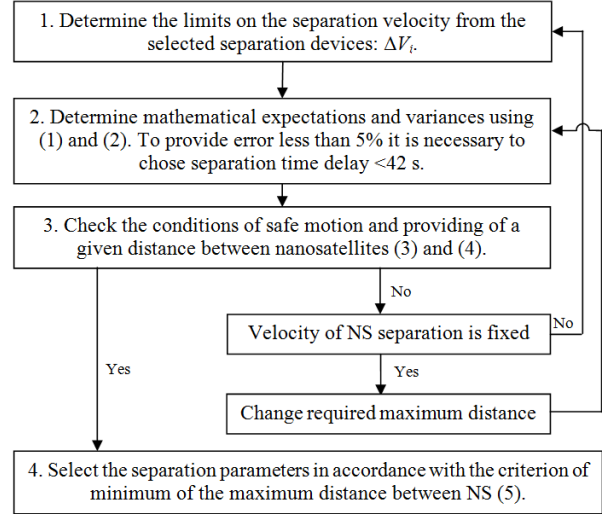 1. Determine the limits on the separation velocity from the
selected separation devices: ΔVᵢ.
2. Determine mathematical expectations and variances using
(1) and (2). To provide error less than 5% it is necessary to
chose separation time delay <42 s.
3. Check the conditions of safe motion and providing of a
given distance between nanosatellites (3) and (4).
No
Velocity of NS separation is fixed
No
Yes
Yes
Change required maximum distance
4. Select the separation parameters in accordance with the criterion of
minimum of the maximum distance between NS (5).